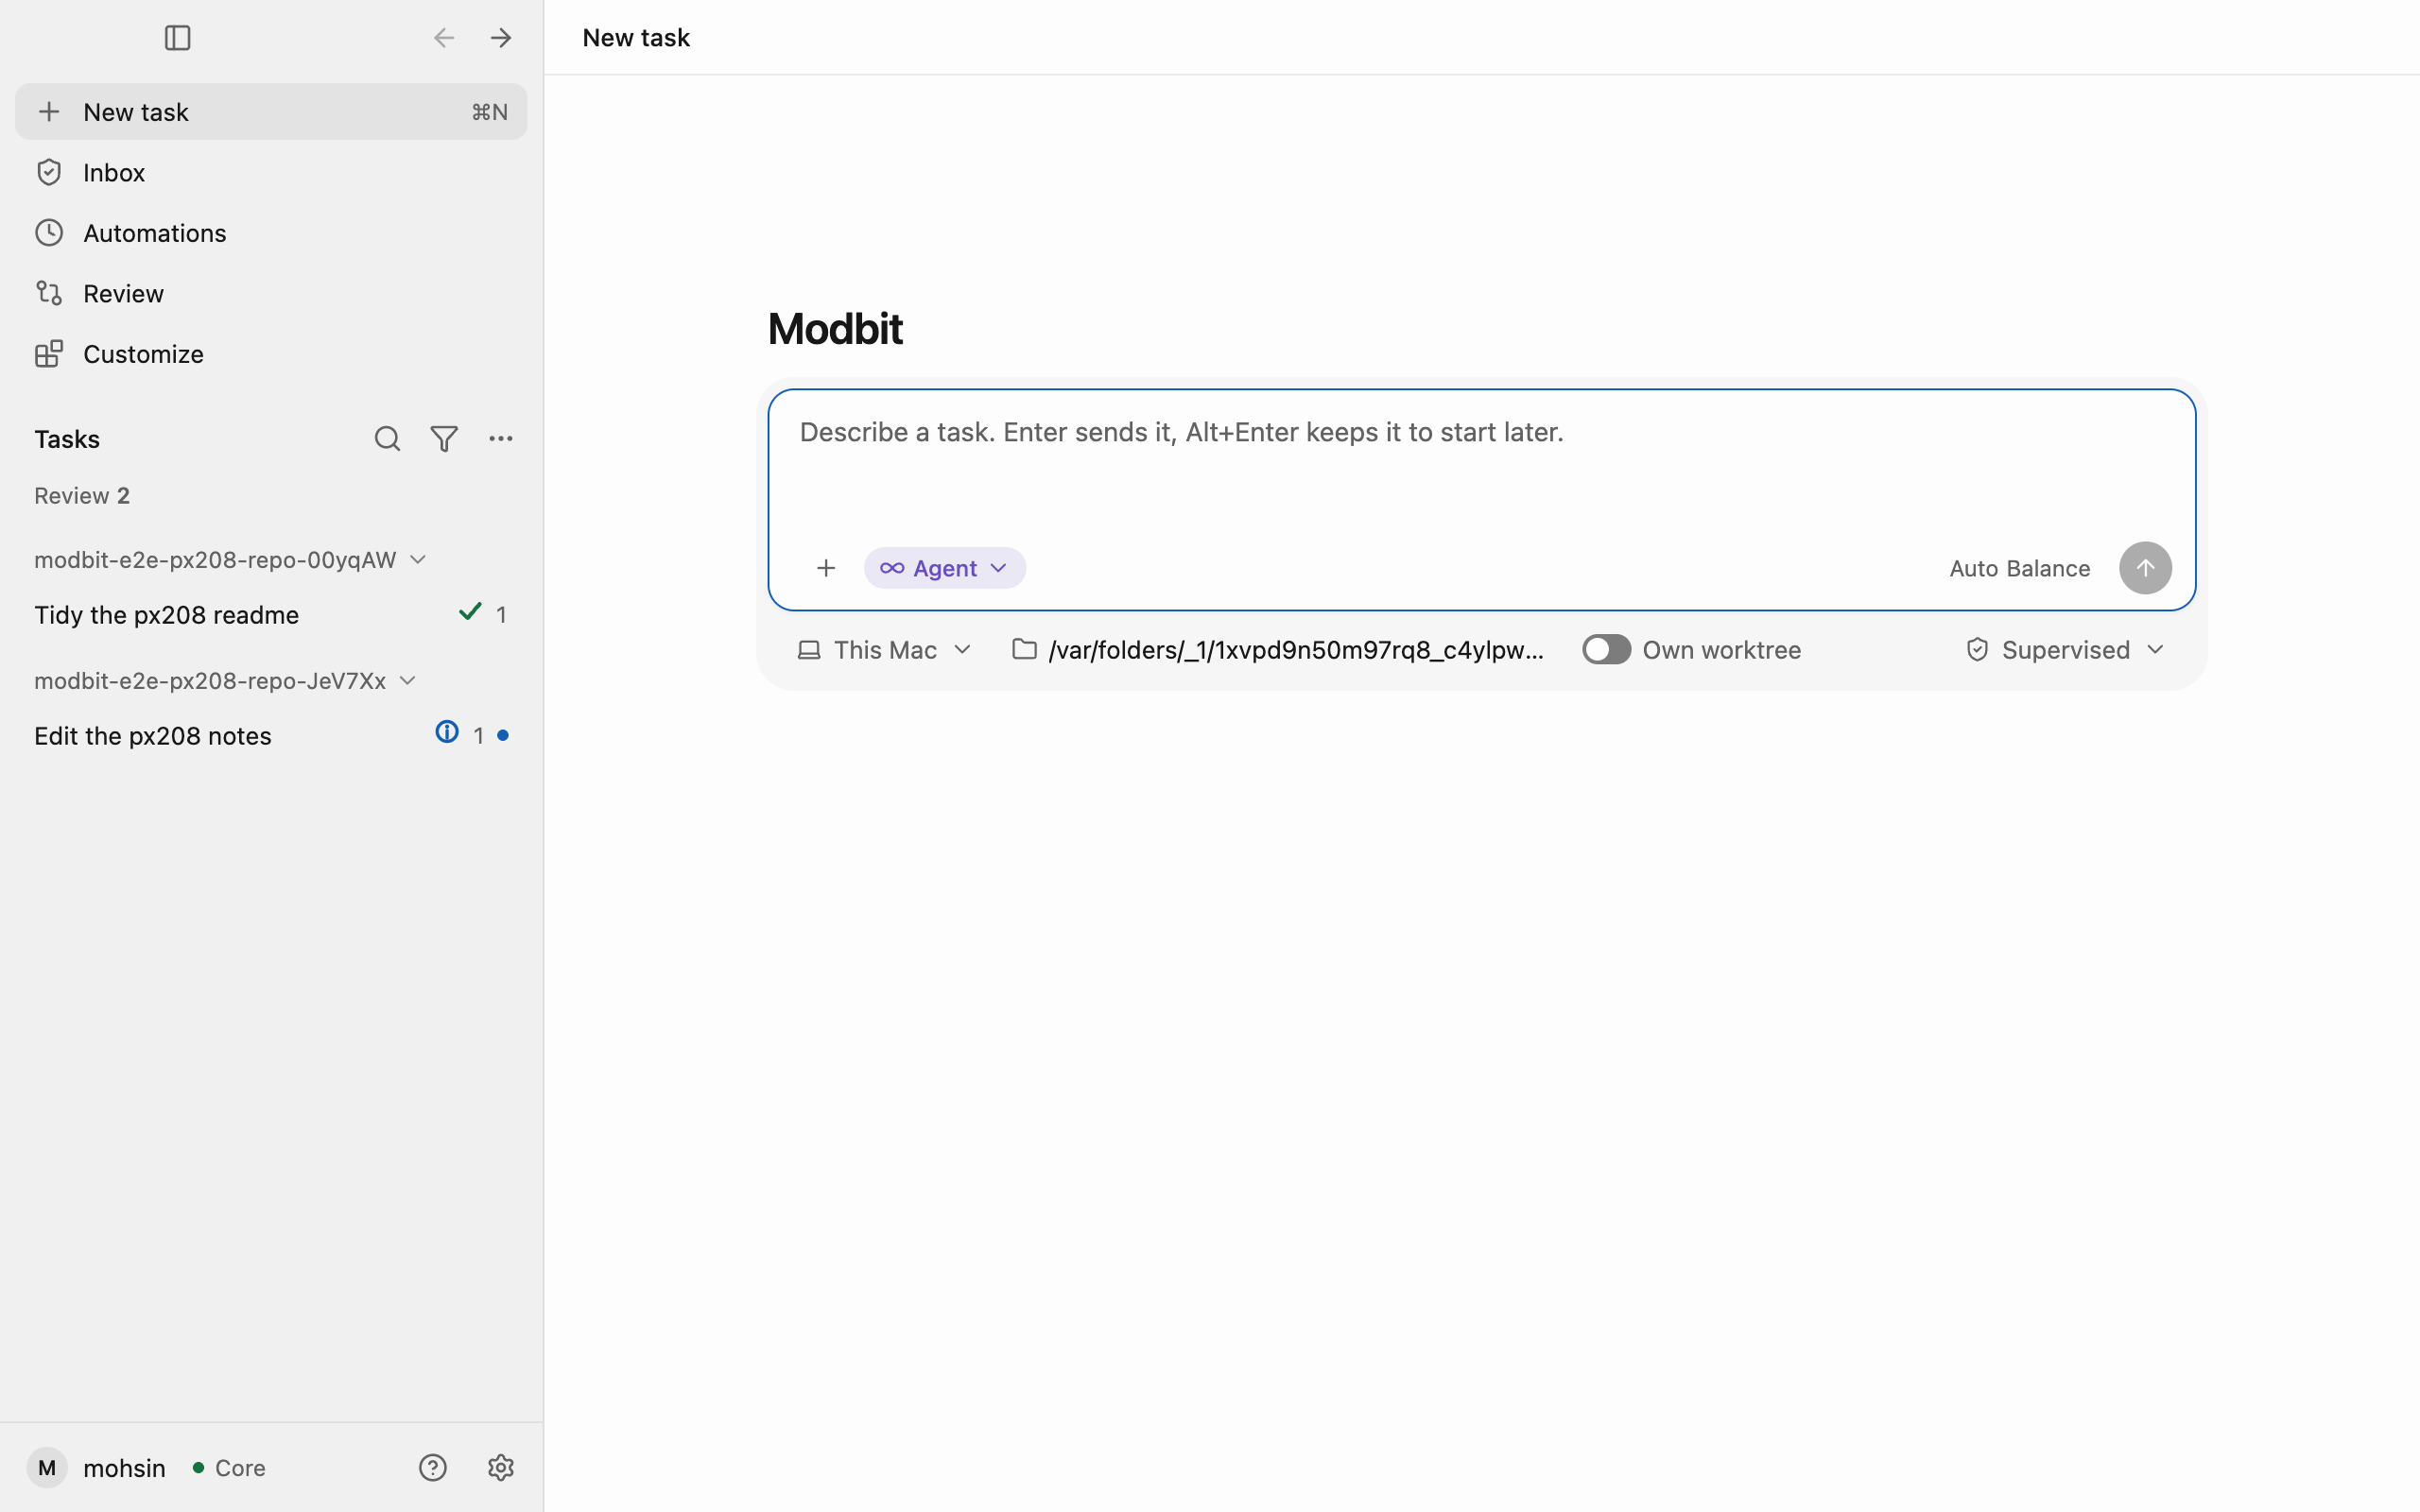 New task
New task ⌘N
Inbox
Automations
Review
Customize
Tasks
Review 2
modbit-e2e-px208-repo-00yqAW
Tidy the px208 readme 1
modbit-e2e-px208-repo-JeV7Xx
Edit the px208 notes 1
M mohsin Core
Modbit
Describe a task. Enter sends it, Alt+Enter keeps it to start later.
Agent Auto Balance
This Mac /var/folders/_1/1xvpd9n50m97rq8_c4ylpw... Own worktree Supervised